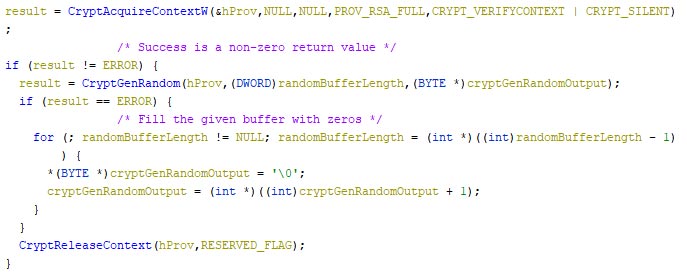 result = CryptAcquireContextW(&hProv,NULL,NULL,PROV_RSA_FULL,CRYPT_VERIFYCONTEXT | CRYPT_SILENT)
;
/* Success is a non-zero return value */
if (result != ERROR) {
result = CryptGenRandom(hProv,(DWORD)randomBufferLength,(BYTE *)cryptGenRandomOutput);
if (result == ERROR) {
/* Fill the given buffer with zeros */
for (; randomBufferLength != NULL; randomBufferLength = (int *)((int)randomBufferLength - 1)
) {
*(BYTE *)cryptGenRandomOutput = '\0';
cryptGenRandomOutput = (int *)((int)cryptGenRandomOutput + 1);
}
}
CryptReleaseContext(hProv,RESERVED_FLAG);
}